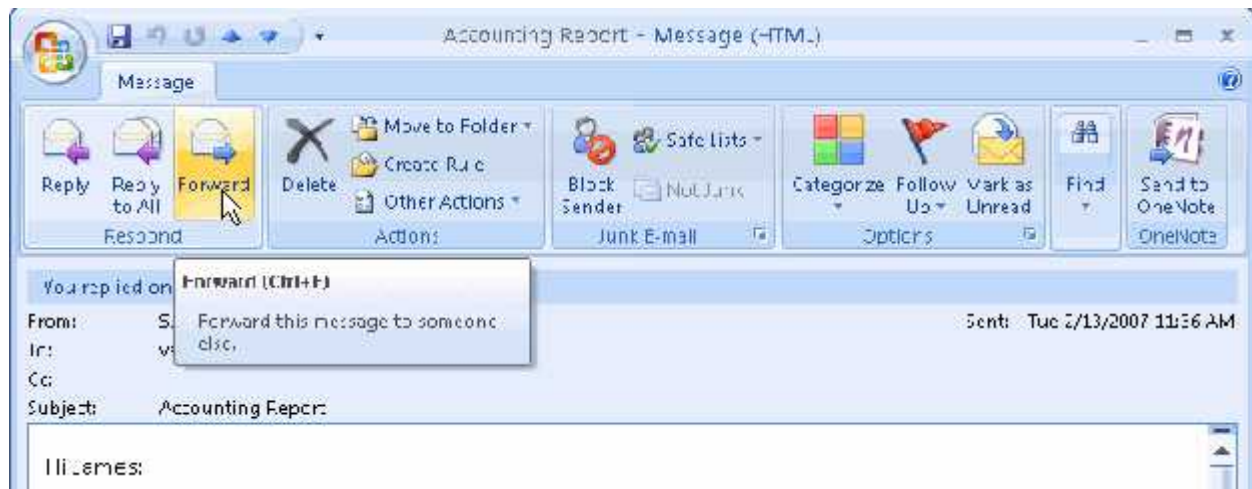 Accounting Report - Message (HTML)
Message
Reply
Reply to All
Forward
Delete
Move to Folder
Create Rule
Other Actions
Block Sender
Safe Lists
Not Junk
Categorize
Follow Up
Mark as Unread
Find
Send to OneNote
Respond
Actions
Junk E-mail
Options
OneNote
You replied on
Forward (Ctrl+F)
Forward this message to someone else.
From: S
Sent: Tue 2/13/2007 11:36 AM
To:
Cc:
Subject: Accounting Report
Hi James: